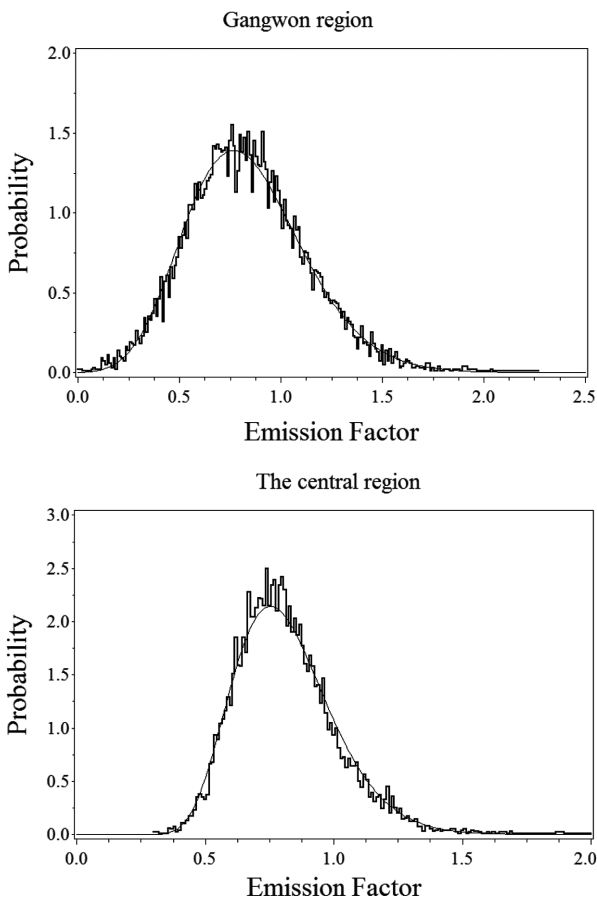 Gangwon region
2.0
1.5
1.0
0.5
0.0
Probability
0.0 0.5 1.0 1.5 2.0 2.5
Emission Factor
The central region
3.0
2.5
2.0
1.5
1.0
0.5
0.0
Probability
0.0 0.5 1.0 1.5 2.0
Emission Factor